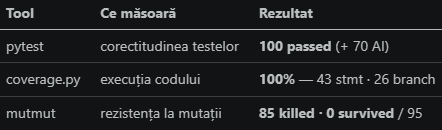 Tool Ce măsoară Rezultat
pytest corectitudinea testelor 100 passed (+ 70 AI)
coverage.py execuția codului 100% — 43 stmt · 26 branch
mutmut rezistența la mutații 85 killed · 0 survived / 95